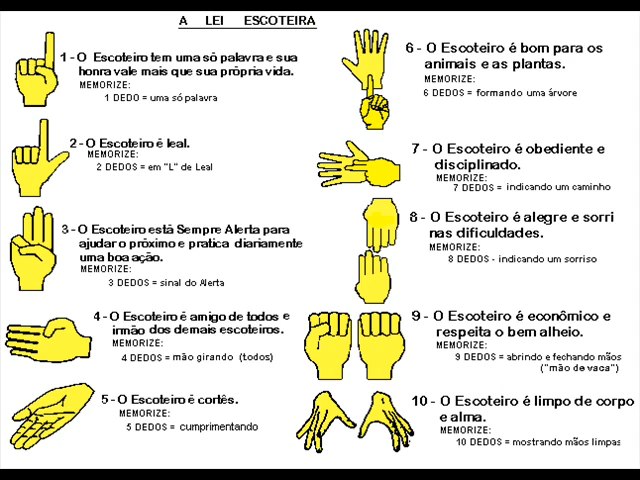 A LEI ESCOTEIRA
1 - O Escoteiro tem uma só palavra e sua
honra vale mais que sua própria vida.
MEMORIZE:
1 DEDO = uma só palavra
2 - O Escoteiro é leal.
MEMORIZE:
2 DEDOS = em "L" de Leal
3 - O Escoteiro está Sempre Alerta para
ajudar o próximo e pratica diariamente
uma boa ação.
MEMORIZE:
3 DEDOS = sinal do Alerta
4 - O Escoteiro é amigo de todos e
irmão dos demais escoteiros.
MEMORIZE:
4 DEDOS = mão girando (todos)
5 - O Escoteiro é cortês.
MEMORIZE:
5 DEDOS = cumprimentando
6 - O Escoteiro é bom para os
animais e as plantas.
MEMORIZE:
6 DEDOS = formando uma árvore
7 - O Escoteiro é obediente e
disciplinado.
MEMORIZE:
7 DEDOS = indicando um caminho
8 - O Escoteiro é alegre e sorri
nas dificuldades.
MEMORIZE:
8 DEDOS - indicando um sorriso
9 - O Escoteiro é econômico e
respeita o bem alheio.
MEMORIZE:
9 DEDOS = abrindo e fechando mãos
("mão de vaca")
10 - O Escoteiro é limpo de corpo
e alma.
MEMORIZE:
10 DEDOS = mostrando mãos limpas